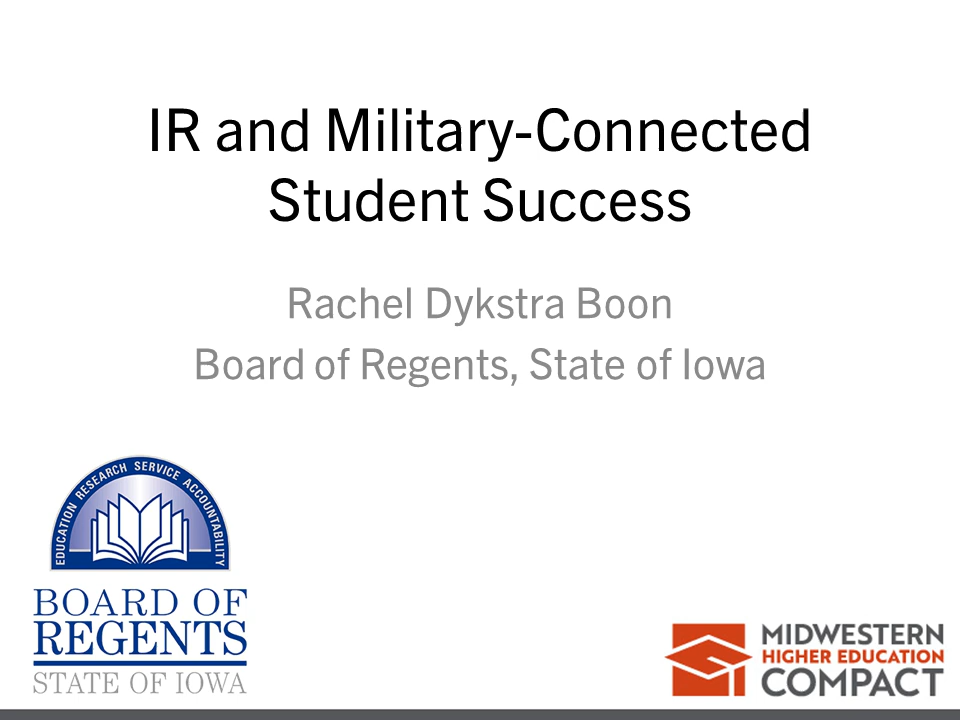 IR and Military-Connected
Student Success
Rachel Dykstra Boon
Board of Regents, State of Iowa
EDUCATION RESEARCH SERVICE ACCOUNTABILITY
BOARD OF
REGENTS
STATE OF IOWA
MIDWESTERN
HIGHER EDUCATION
COMPACT